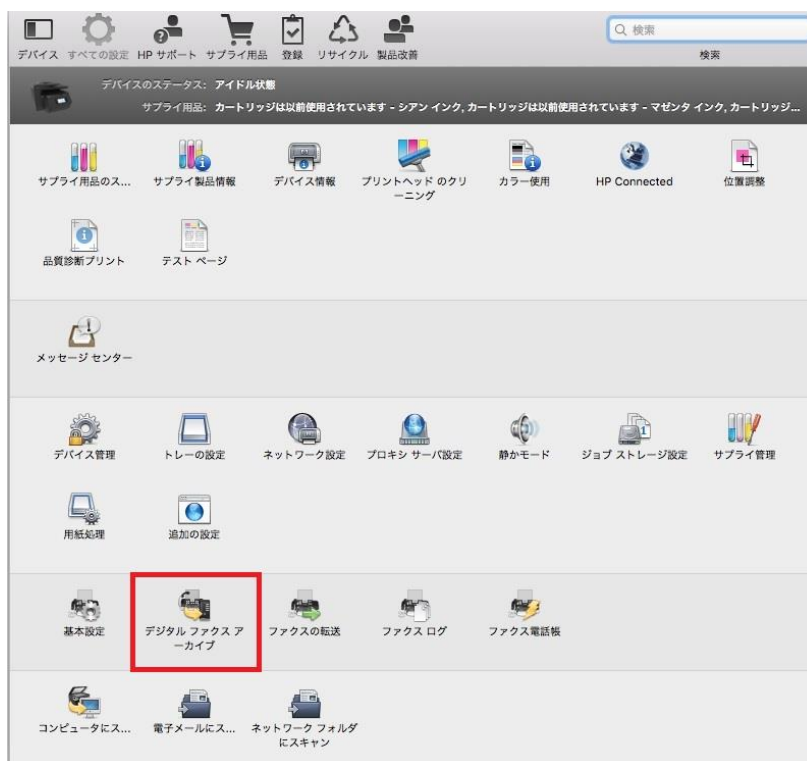 デバイス すべての設定 HP サポート サプライ用品 登録 リサイクル 製品改善 検索
検索
デバイスのステータス: アイドル状態
サプライ用品: カートリッジは以前使用されています - シアン インク, カートリッジは以前使用されています - マゼンタ インク, カートリッジ...
サプライ用品のス... サプライ製品情報 デバイス情報 プリントヘッド のクリ カラー使用 HP Connected 位置調整
ーニング
品質診断プリント テスト ページ
メッセージ センター
デバイス管理 トレーの設定 ネットワーク設定 プロキシ サーバ設定 静かモード ジョブ ストレージ設定 サプライ管理
用紙処理 追加の設定
基本設定 デジタル ファクス ア ファクスの転送 ファクス ログ ファクス電話帳
ーカイブ
コンピュータにス... 電子メールにス... ネットワーク フォルダ
にスキャン